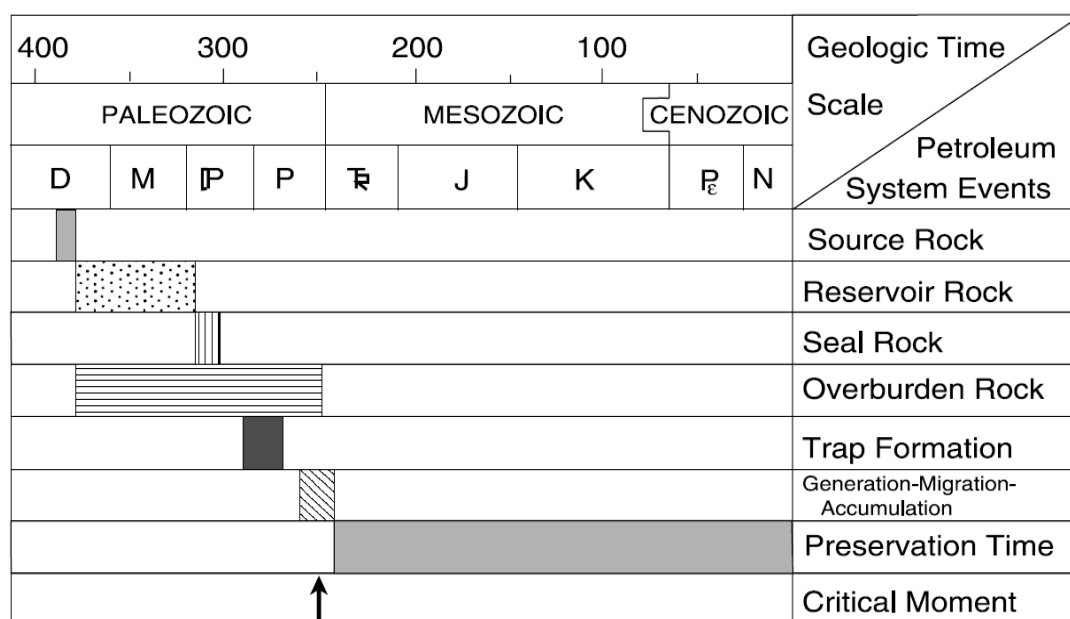 400 300 200 100
Geologic Time
Scale
Petroleum
System Events
PALEOZOIC MESOZOIC CENOZOIC
D M P P J K N
Source Rock
Reservoir Rock
Seal Rock
Overburden Rock
Trap Formation
Generation-Migration-
Accumulation
Preservation Time
Critical Moment